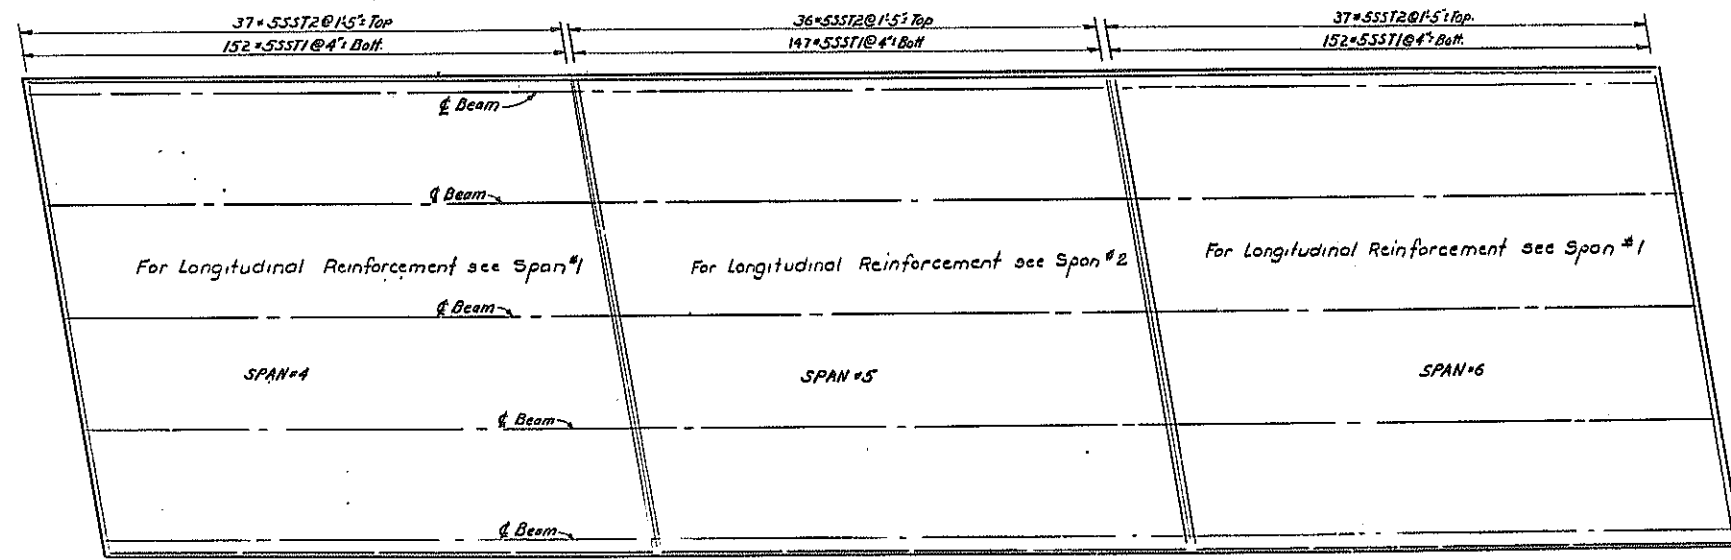 37 #5SST2@1'-5"± Top
36 #5SST2@1'-5"± Top
37 #5SST2@1'-5"± Top.
152 #5SST1@4"± Bott.
147 #5SST1@4"± Bott
152 #5SST1@4"± Bott.
℄ Beam
℄ Beam
For Longitudinal Reinforcement see Span #1
For Longitudinal Reinforcement see Span #2
For Longitudinal Reinforcement see Span #1
℄ Beam
SPAN #4
SPAN #5
SPAN #6
℄ Beam
℄ Beam